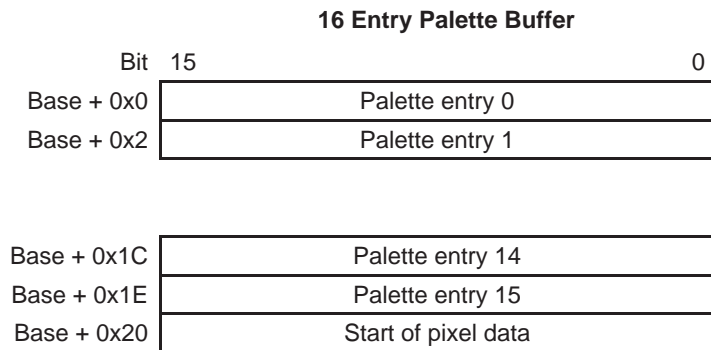 16 Entry Palette Buffer
Bit 15 0
Base + 0x0 Palette entry 0
Base + 0x2 Palette entry 1
Base + 0x1C Palette entry 14
Base + 0x1E Palette entry 15
Base + 0x20 Start of pixel data